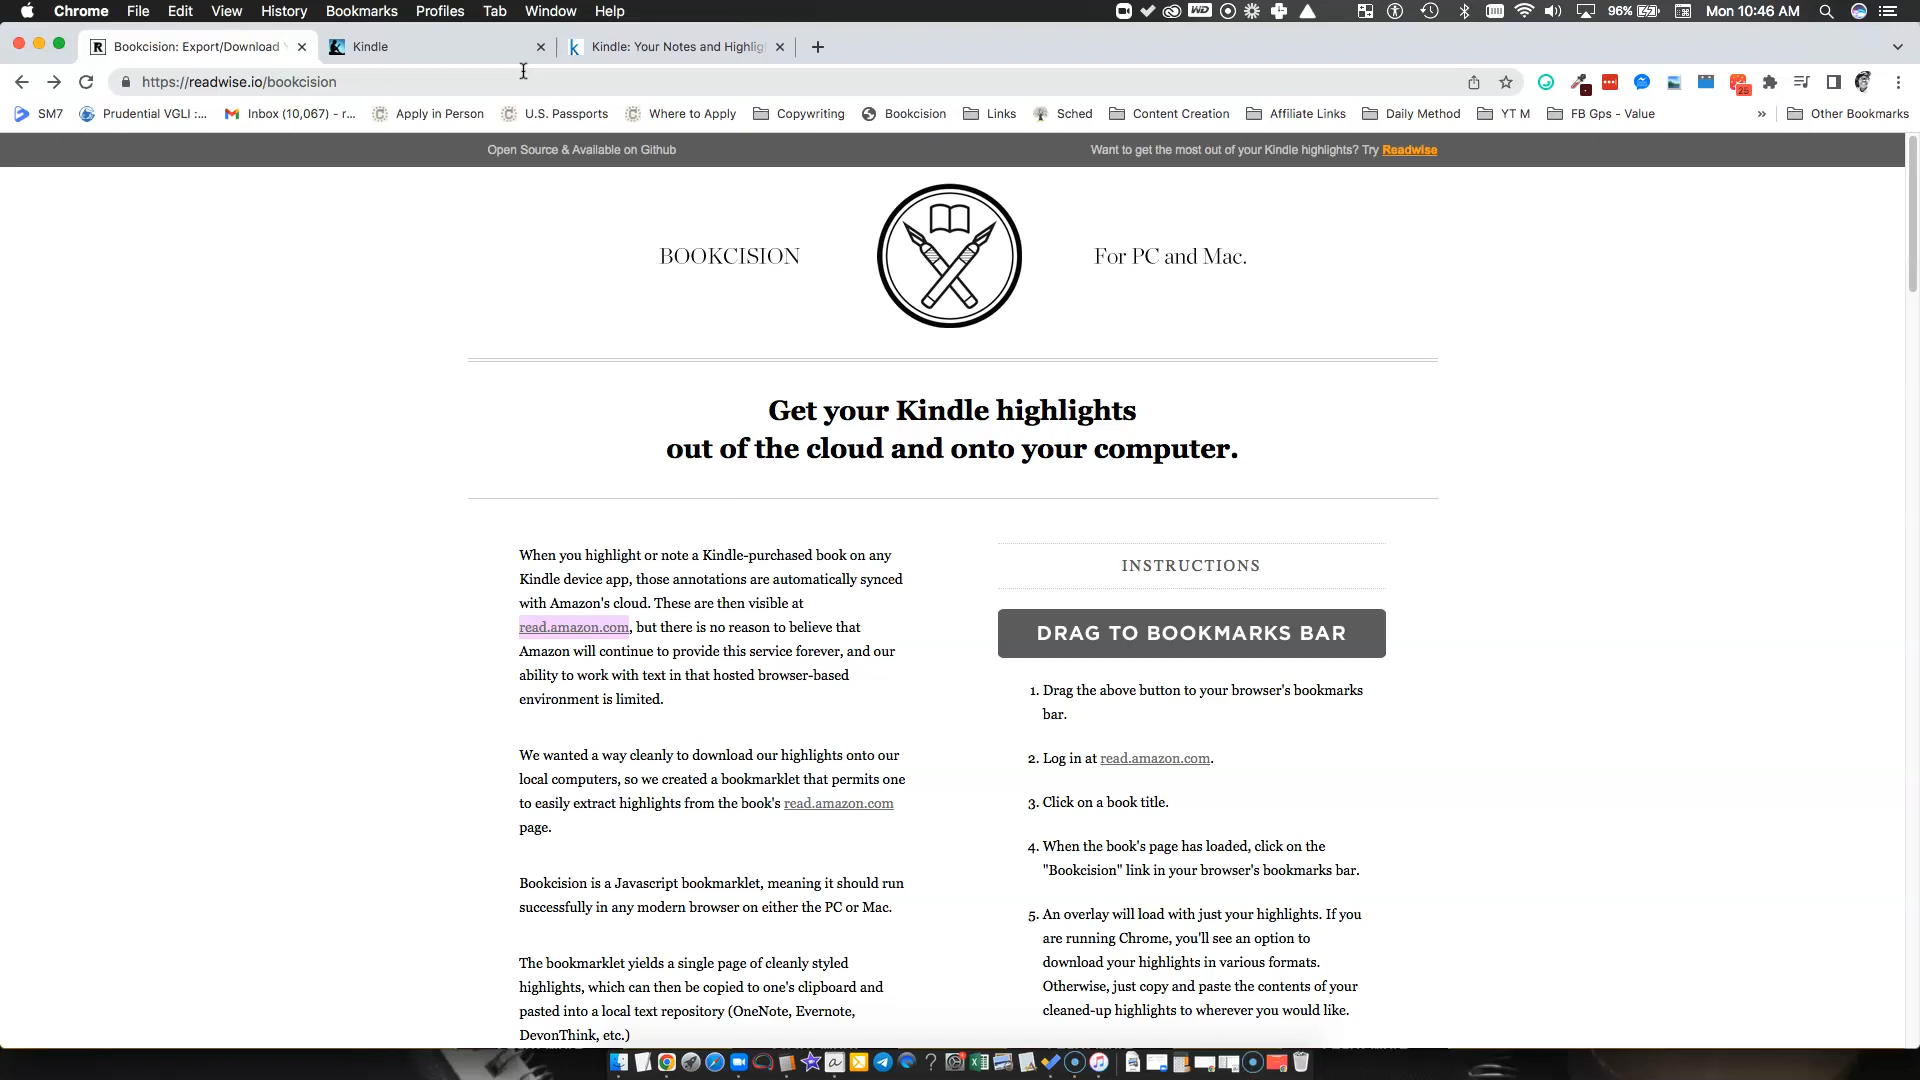 Chrome File Edit View History Bookmarks Profiles Tab Window Help 96% Mon 10:46 AM
Bookcision: Export/Download Kindle Kindle: Your Notes and Highlig
https://readwise.io/bookcision
SM7 Prudential VGLI :... Inbox (10,067) - r... Apply in Person U.S. Passports Where to Apply Copywriting Bookcision Links Sched Content Creation Affiliate Links Daily Method YT M FB Gps - Value » Other Bookmarks
Open Source & Available on Github Want to get the most out of your Kindle highlights? Try Readwise
BOOKCISION For PC and Mac.
Get your Kindle highlights
out of the cloud and onto your computer.
When you highlight or note a Kindle-purchased book on any
Kindle device app, those annotations are automatically synced
with Amazon's cloud. These are then visible at
read.amazon.com, but there is no reason to believe that
Amazon will continue to provide this service forever, and our
ability to work with text in that hosted browser-based
environment is limited.
We wanted a way cleanly to download our highlights onto our
local computers, so we created a bookmarklet that permits one
to easily extract highlights from the book's read.amazon.com
page.
Bookcision is a Javascript bookmarklet, meaning it should run
successfully in any modern browser on either the PC or Mac.
The bookmarklet yields a single page of cleanly styled
highlights, which can then be copied to one's clipboard and
pasted into a local text repository (OneNote, Evernote,
DevonThink, etc.)
INSTRUCTIONS
DRAG TO BOOKMARKS BAR
1. Drag the above button to your browser's bookmarks
bar.
2. Log in at read.amazon.com.
3. Click on a book title.
4. When the book's page has loaded, click on the
"Bookcision" link in your browser's bookmarks bar.
5. An overlay will load with just your highlights. If you
are running Chrome, you'll see an option to
download your highlights in various formats.
Otherwise, just copy and paste the contents of your
cleaned-up highlights to wherever you would like.